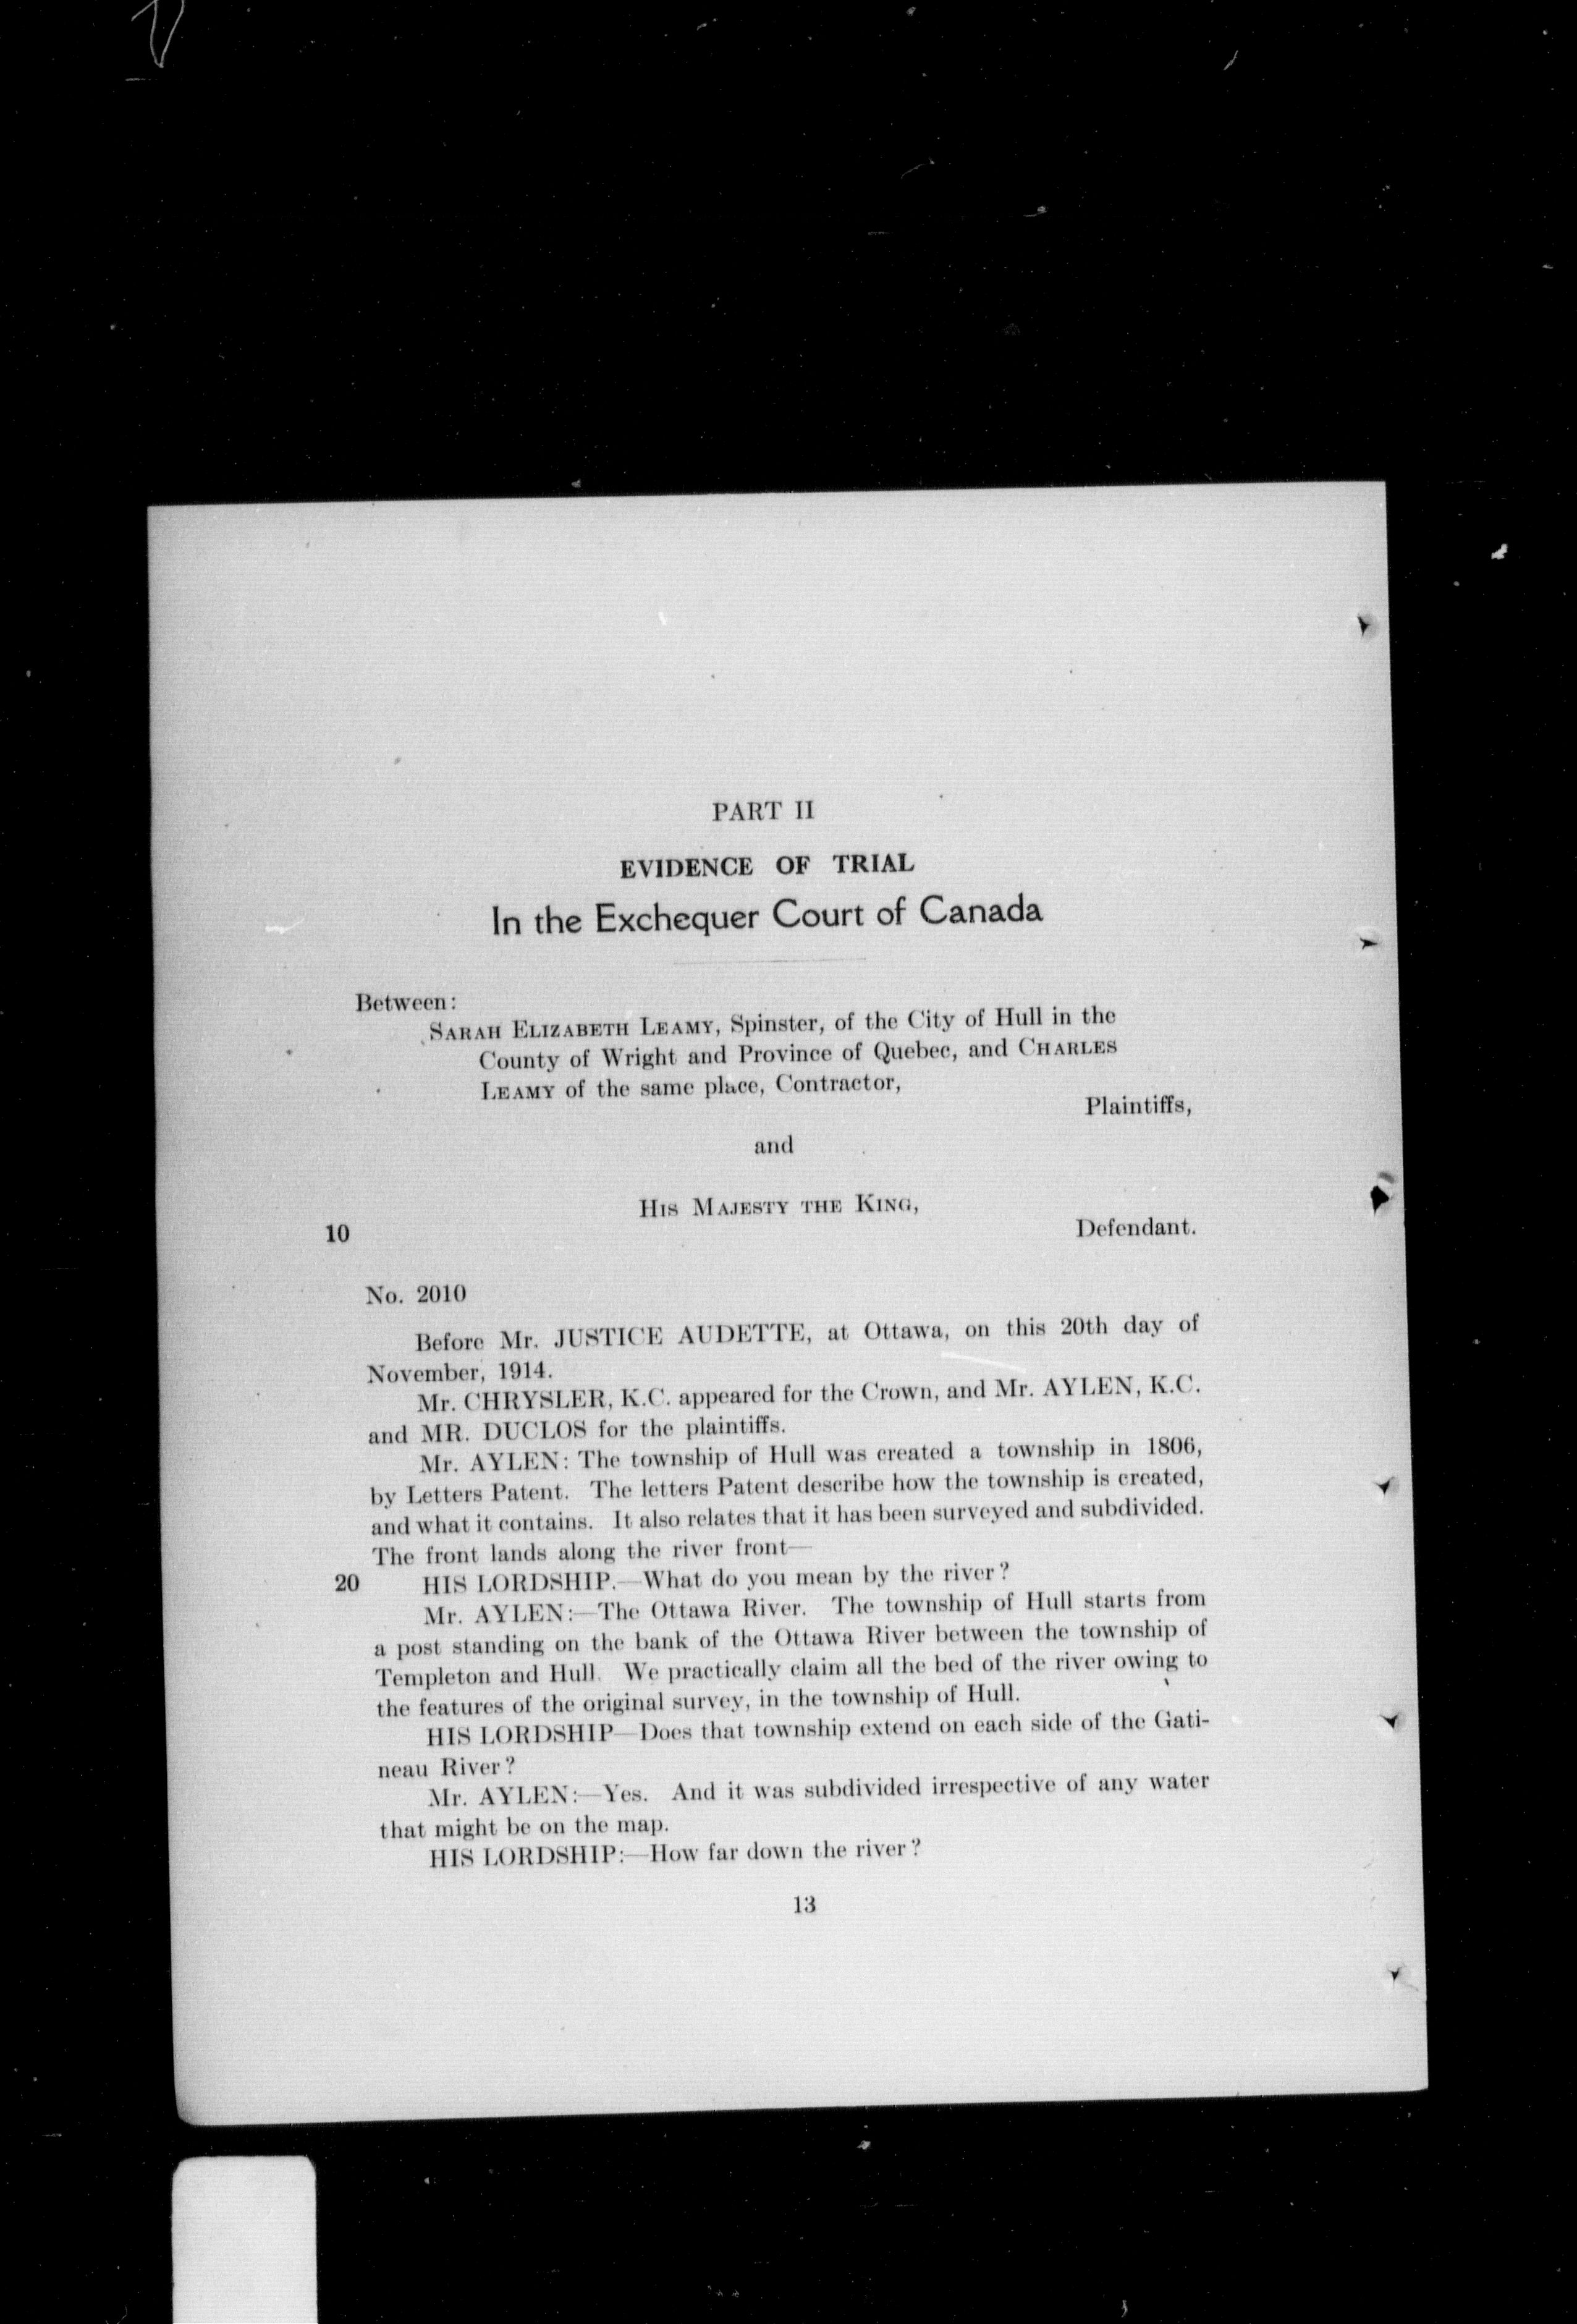 PART II
EVIDENCE OF TRIAL
In the Exchequer Court of Canada
Between:
SARAH ELIZABETH LEAMY, Spinster, of the City of Hull in the
County of Wright and Province of Quebec, and CHARLES
LEAMY of the same place, Contractor,
Plaintiffs,
and
HIS MAJESTY THE KING,
10
Defendant.
No. 2010
Before Mr. JUSTICE AUDETTE, at Ottawa, on this 20th day of
November, 1914.
Mr. CHRYSLER, K.C. appeared for the Crown, and Mr. AYLEN, K.C.
and MR. DUCLOS for the plaintiffs.
Mr. AYLEN: The township of Hull was created a township in 1806,
by Letters Patent. The letters Patent describe how the township is created,
and what it contains. It also relates that it has been surveyed and subdivided.
The front lands along the river front—
20 HIS LORDSHIP.—What do you mean by the river?
Mr. AYLEN:—The Ottawa River. The township of Hull starts from
a post standing on the bank of the Ottawa River between the township of
Templeton and Hull. We practically claim all the bed of the river owing to
the features of the original survey, in the township of Hull.
HIS LORDSHIP—Does that township extend on each side of the Gati-
neau River?
Mr. AYLEN:—Yes. And it was subdivided irrespective of any water
that might be on the map.
HIS LORDSHIP:—How far down the river?
13